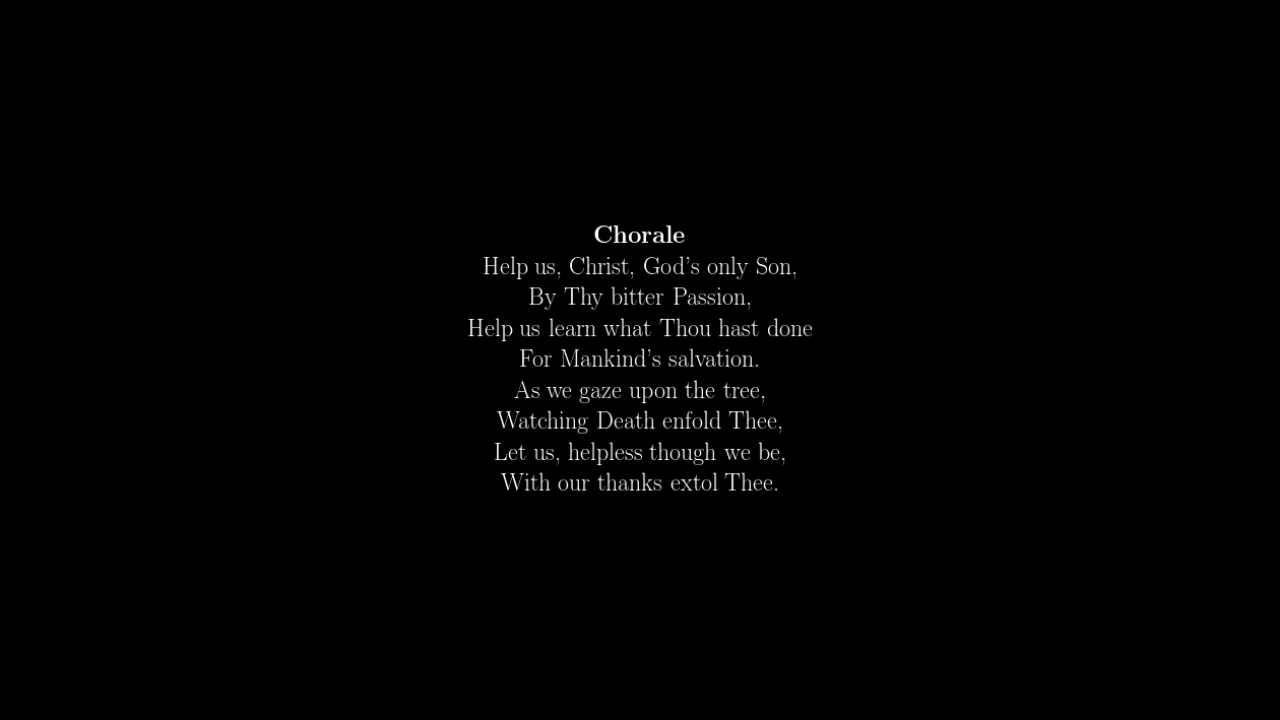 Chorale
Help us, Christ, God's only Son,
By Thy bitter Passion,
Help us learn what Thou hast done
For Mankind's salvation.
As we gaze upon the tree,
Watching Death enfold Thee,
Let us, helpless though we be,
With our thanks extol Thee.